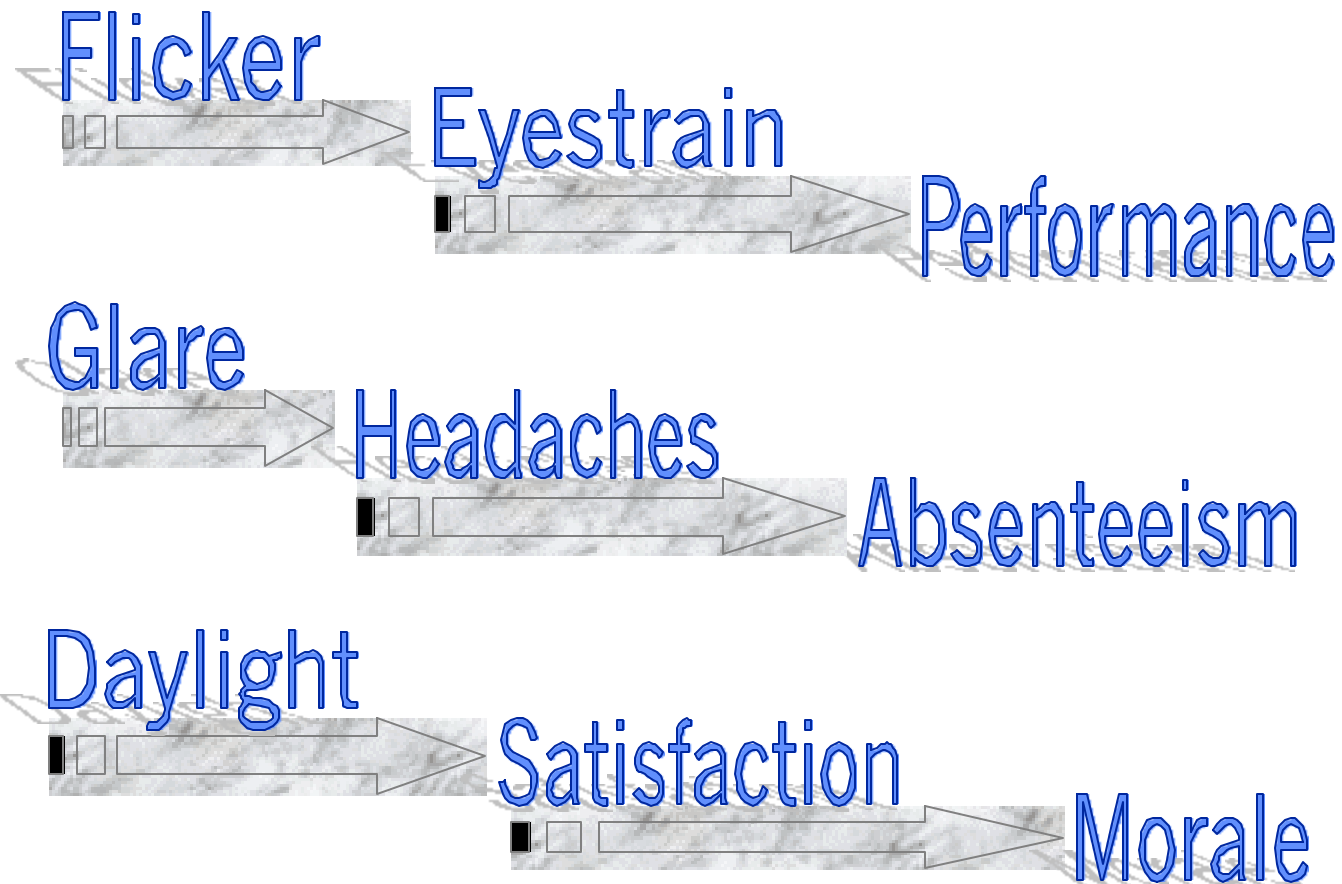 Flicker
Eyestrain
Performance
Glare
Headaches
Absenteeism
Daylight
Satisfaction
Morale